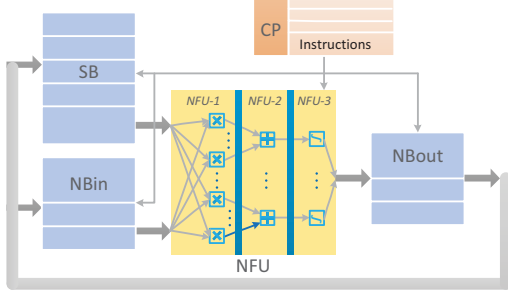 CP
Instructions
SB
NFU-1
NFU-2
NFU-3
NBin
NBout
NFU